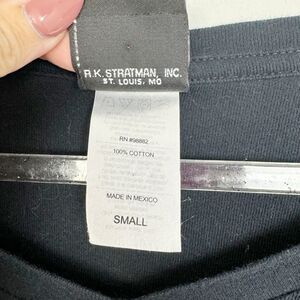 R.K. STRATMAN, INC.
ST. LOUIS, MO
RN #98882
100% COTTON
MADE IN MEXICO
SMALL